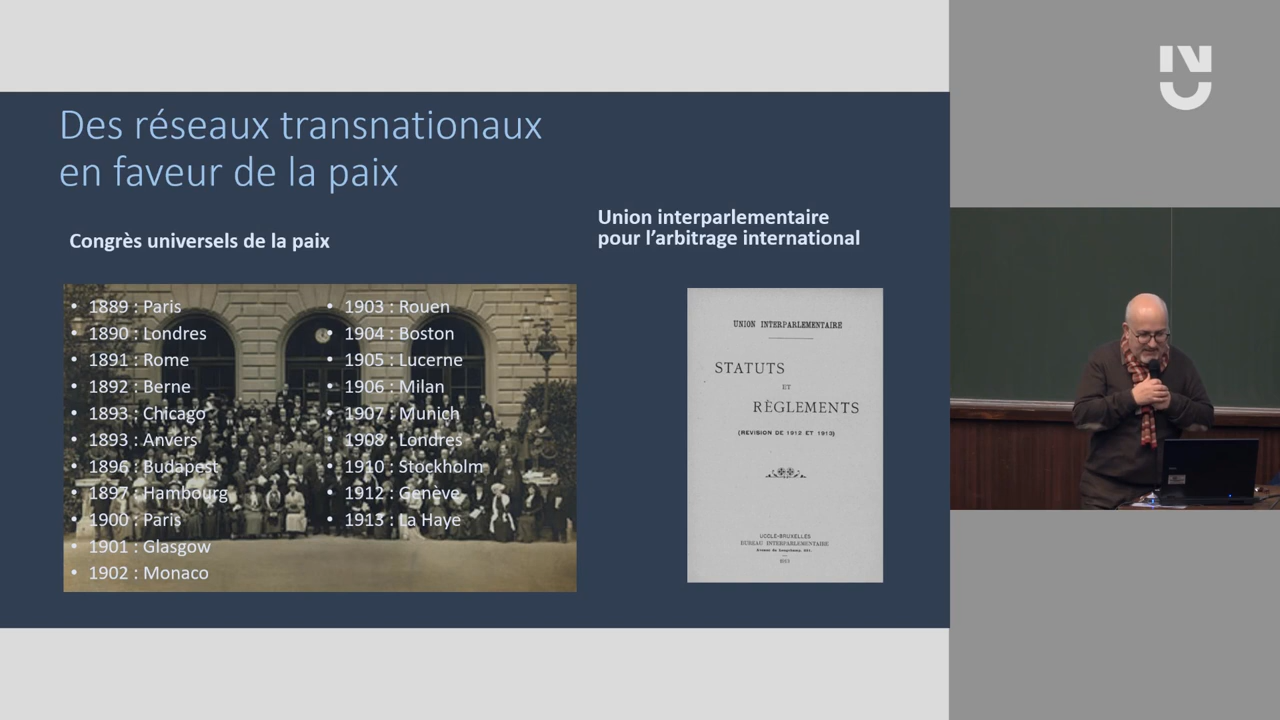 Des réseaux transnationaux
en faveur de la paix
Congrès universels de la paix
• 1889 : Paris
• 1890 : Londres
• 1891 : Rome
• 1892 : Berne
• 1893 : Chicago
• 1893 : Anvers
• 1896 : Budapest
• 1897 : Hambourg
• 1900 : Paris
• 1901 : Glasgow
• 1902 : Monaco
• 1903 : Rouen
• 1904 : Boston
• 1905 : Lucerne
• 1906 : Milan
• 1907 : Munich
• 1908 : Londres
• 1910 : Stockholm
• 1912 : Genève
• 1913 : La Haye
Union interparlementaire
pour l’arbitrage international
UNION INTERPARLEMENTAIRE
STATUTS
ET
RÈGLEMENTS
(REVISION DE 1912 ET 1913)
UCCLE-BRUXELLES
BUREAU INTERPARLEMENTAIRE